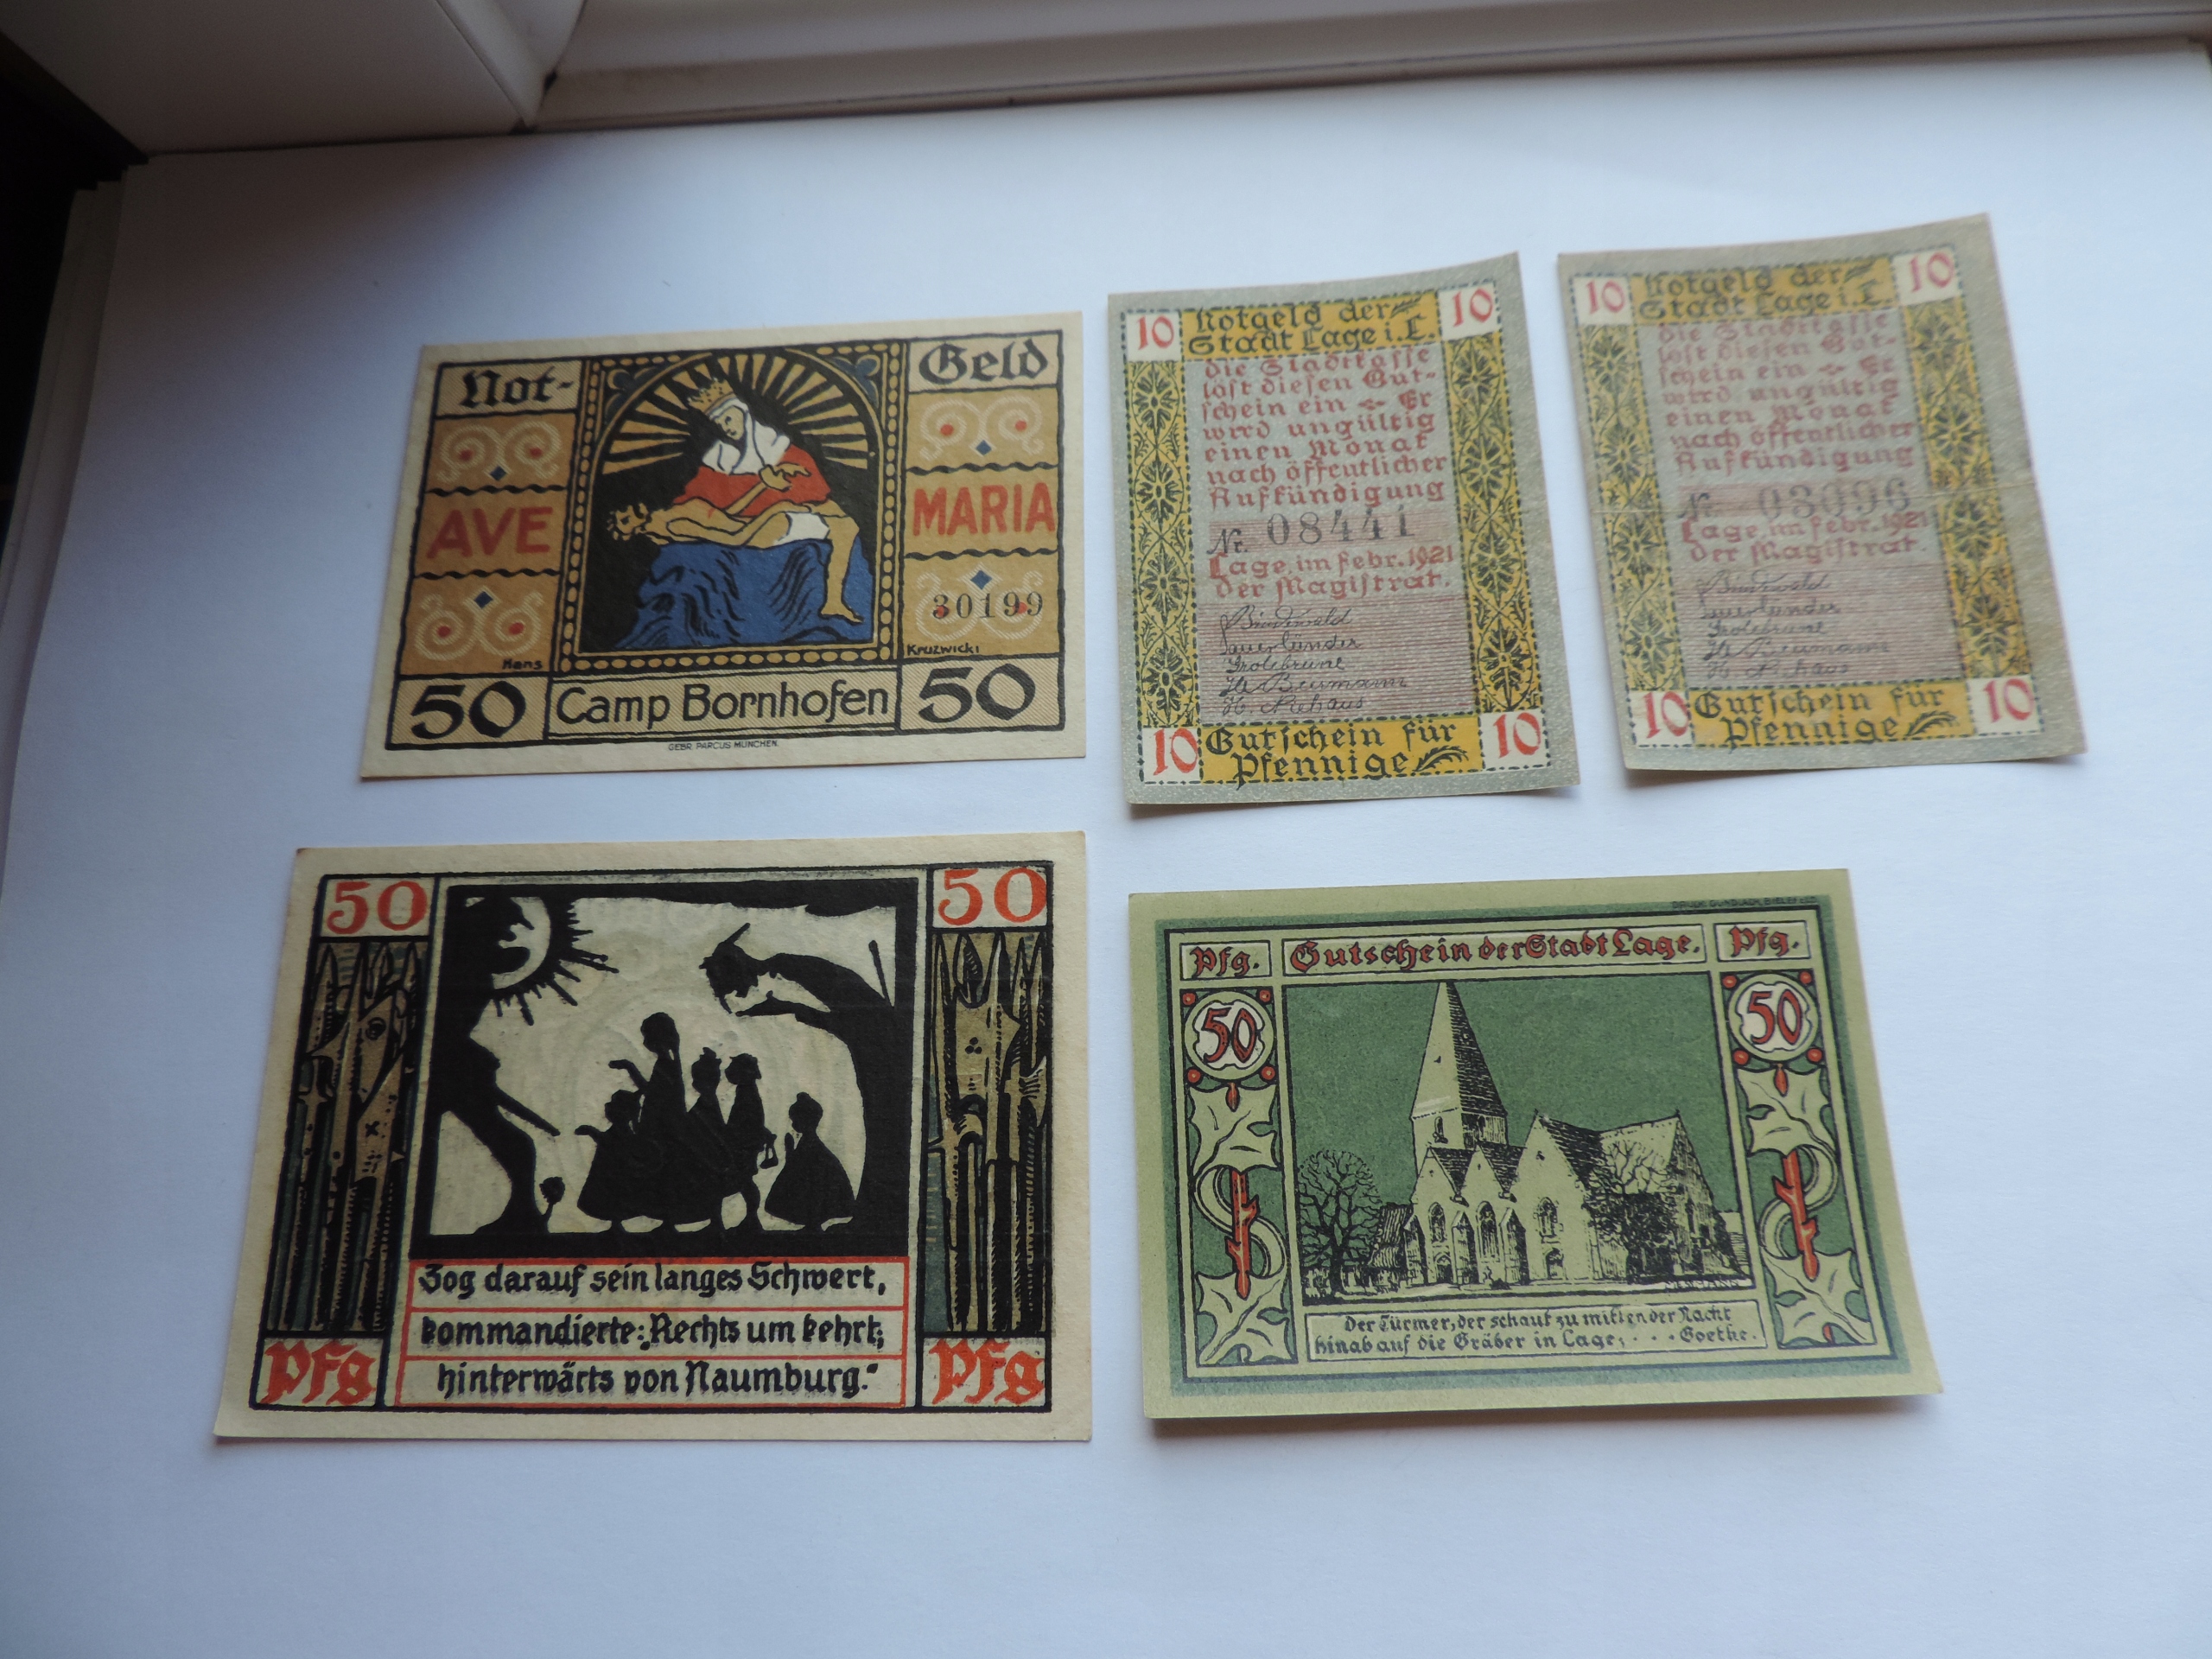 Not-
Geld
AVE
MARIA
30199
Hans
Kruzwicki
50
Camp Bornhofen
50
GEBR. PARCUS MÜNCHEN.
10
Notgeld der
Stadt Lage i. L.
10
die Stadtkasse
löst diesen Gut-
schein ein Er
wird ungültig
einen Monat
nach öffentlicher
Aufkündigung
Nr. 08441
Lage, im Febr. 1921
der Magistrat.
Sauerländer
10
Gutschein für
Pfennige
10
10
Notgeld der
Stadt Lage i. L.
10
die Stadtkasse
löst diesen Gut-
schein ein Er
wird ungültig
einen Monat
nach öffentlicher
Aufkündigung
Nr. 03096
Lage, im Febr. 1921
der Magistrat.
Sauerländer
10
Gutschein für
Pfennige
10
50
50
Zog darauf sein langes Schwert,
kommandierte: „Rechts um kehrt;
hinterwärts von Naumburg.“
Pfg
Pfg
DRUCK: GUNDLACH, BIELEFELD
Pfg.
Gutschein der Stadt Lage.
Pfg.
50
50
Der Türmer, der schaut zu mitten der Nacht
hinab auf die Gräber in Lage; . . . Goethe.